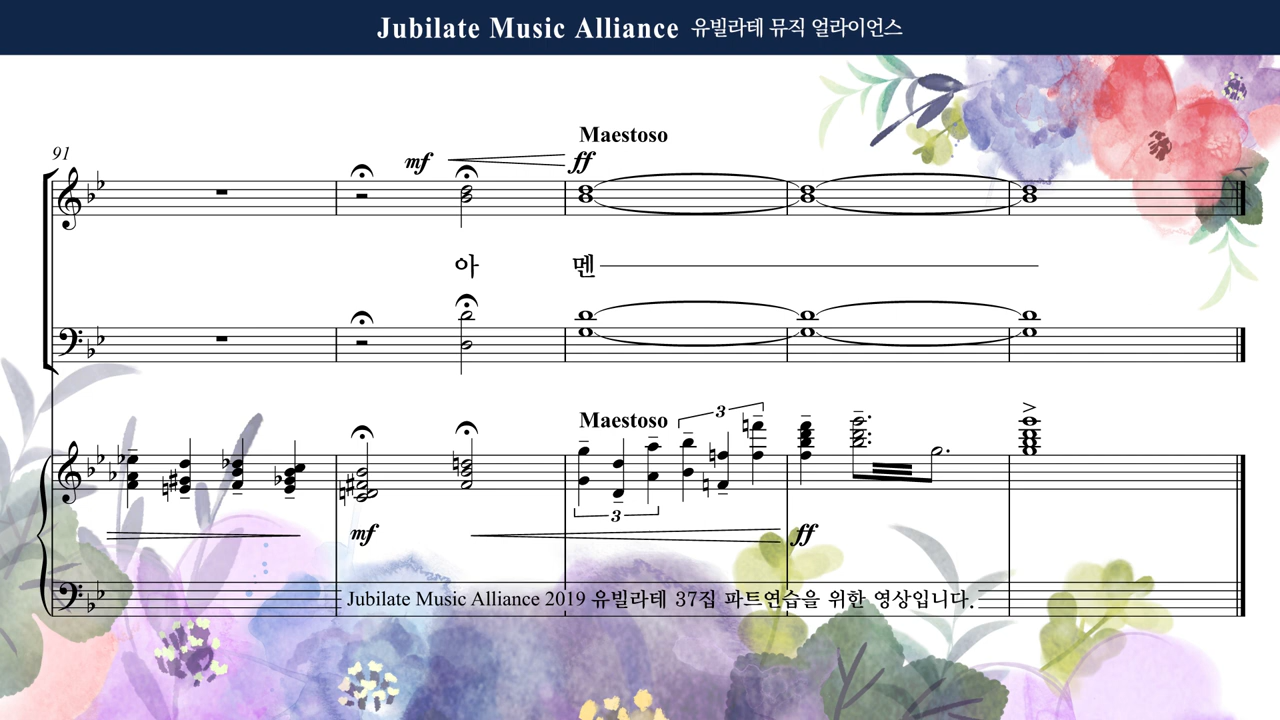 Jubilate Music Alliance 유빌라테 뮤직 얼라이언스
Maestoso
91
mf
ff
아 멘
Maestoso
3
3
mf
ff
Jubilate Music Alliance 2019 유빌라테 37집 파트연습을 위한 영상입니다.